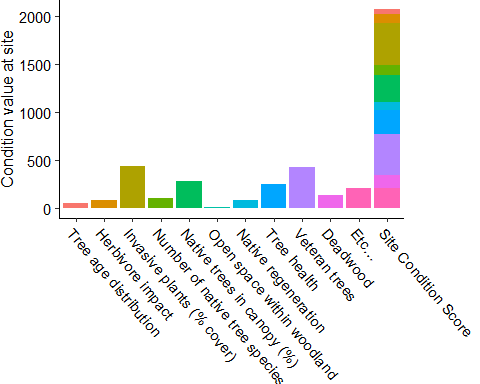 Condition value at site
2000
1500
1000
500
0
Tree age distribution
Herbivore impact
Invasive plants (% cover)
Number of native tree species
Native trees in canopy (%)
Open space within woodland
Native regeneration
Tree health
Veteran trees
Deadwood
Etc...
Site Condition Score